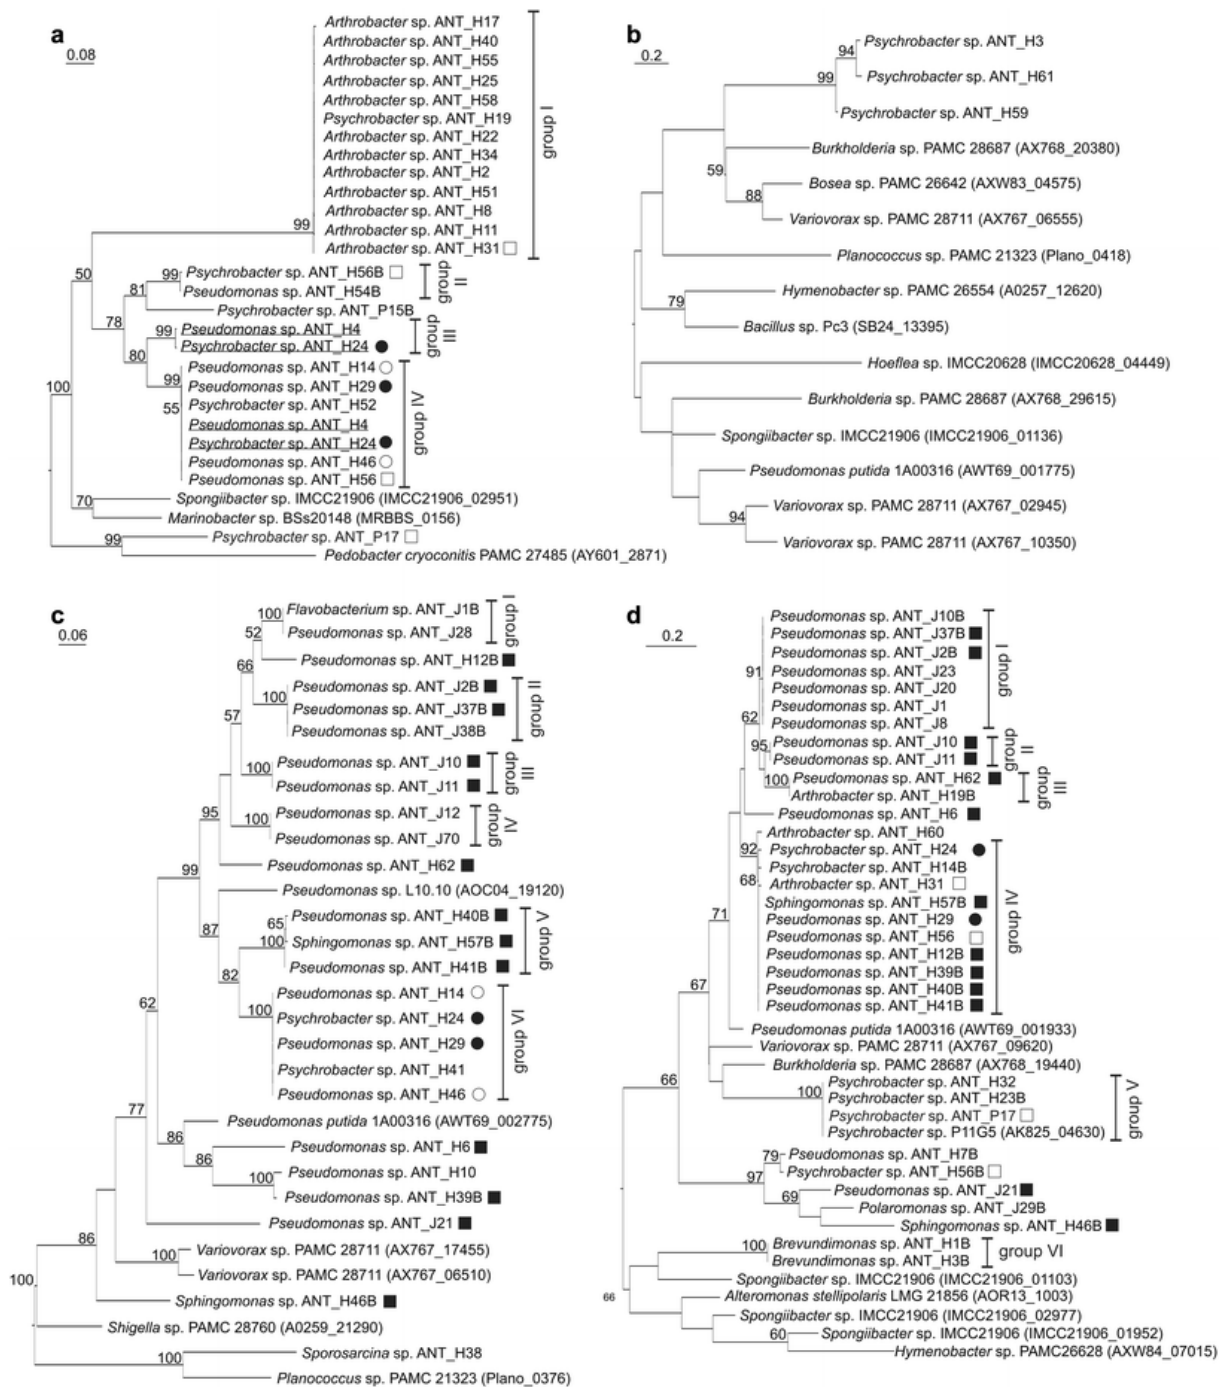 a
0.08
Arthrobacter sp. ANT_H17
Arthrobacter sp. ANT_H40
Arthrobacter sp. ANT_H55
Arthrobacter sp. ANT_H25
Arthrobacter sp. ANT_H58
Psychrobacter sp. ANT_H19
Arthrobacter sp. ANT_H22
Arthrobacter sp. ANT_H34
Arthrobacter sp. ANT_H2
Arthrobacter sp. ANT_H51
Arthrobacter sp. ANT_H8
Arthrobacter sp. ANT_H11
99
Arthrobacter sp. ANT_H31
group I
50
99
Psychrobacter sp. ANT_H56B
81
Pseudomonas sp. ANT_H54B
group II
Psychrobacter sp. ANT_P15B
78
99
Pseudomonas sp. ANT_H4
Psychrobacter sp. ANT_H24
group III
80
Pseudomonas sp. ANT_H14
99
Pseudomonas sp. ANT_H29
100
55
Psychrobacter sp. ANT_H52
Pseudomonas sp. ANT_H4
Psychrobacter sp. ANT_H24
Pseudomonas sp. ANT_H46
Pseudomonas sp. ANT_H56
group IV
70
Spongiibacter sp. IMCC21906 (IMCC21906_02951)
Marinobacter sp. BSs20148 (MRBBS_0156)
99
Psychrobacter sp. ANT_P17
Pedobacter cryoconitis PAMC 27485 (AY601_2871)
b
0.2
94
Psychrobacter sp. ANT_H3
99
Psychrobacter sp. ANT_H61
Psychrobacter sp. ANT_H59
Burkholderia sp. PAMC 28687 (AX768_20380)
59
Bosea sp. PAMC 26642 (AXW83_04575)
88
Variovorax sp. PAMC 28711 (AX767_06555)
Planococcus sp. PAMC 21323 (Plano_0418)
Hymenobacter sp. PAMC 26554 (A0257_12620)
79
Bacillus sp. Pc3 (SB24_13395)
Hoeflea sp. IMCC20628 (IMCC20628_04449)
Burkholderia sp. PAMC 28687 (AX768_29615)
Spongiibacter sp. IMCC21906 (IMCC21906_01136)
Pseudomonas putida 1A00316 (AWT69_001775)
Variovorax sp. PAMC 28711 (AX767_02945)
94
Variovorax sp. PAMC 28711 (AX767_10350)
c
0.06
100
Flavobacterium sp. ANT_J1B
Pseudomonas sp. ANT_J28
group I
52
Pseudomonas sp. ANT_H12B
66
Pseudomonas sp. ANT_J2B
100
Pseudomonas sp. ANT_J37B
57
Pseudomonas sp. ANT_J38B
group II
Pseudomonas sp. ANT_J10
100
Pseudomonas sp. ANT_J11
group III
95
Pseudomonas sp. ANT_J12
100
Pseudomonas sp. ANT_J70
group IV
Pseudomonas sp. ANT_H62
99
Pseudomonas sp. L10.10 (AOC04_19120)
87
Pseudomonas sp. ANT_H40B
65
100
Sphingomonas sp. ANT_H57B
Pseudomonas sp. ANT_H41B
group V
82
Pseudomonas sp. ANT_H14
100
Psychrobacter sp. ANT_H24
Pseudomonas sp. ANT_H29
Psychrobacter sp. ANT_H41
Pseudomonas sp. ANT_H46
group VI
62
77
Pseudomonas putida 1A00316 (AWT69_002775)
86
Pseudomonas sp. ANT_H6
86
Pseudomonas sp. ANT_H10
100
Pseudomonas sp. ANT_H39B
Pseudomonas sp. ANT_J21
86
Variovorax sp. PAMC 28711 (AX767_17455)
100
Variovorax sp. PAMC 28711 (AX767_06510)
100
Sphingomonas sp. ANT_H46B
Shigella sp. PAMC 28760 (A0259_21290)
Sporosarcina sp. ANT_H38
100
Planococcus sp. PAMC 21323 (Plano_0376)
d
0.2
Pseudomonas sp. ANT_J10B
Pseudomonas sp. ANT_J37B
Pseudomonas sp. ANT_J2B
91
Pseudomonas sp. ANT_J23
Pseudomonas sp. ANT_J20
Pseudomonas sp. ANT_J1
Pseudomonas sp. ANT_J8
group I
62
95
Pseudomonas sp. ANT_J10
Pseudomonas sp. ANT_J11
group II
100
Pseudomonas sp. ANT_H62
Arthrobacter sp. ANT_H19B
group III
Pseudomonas sp. ANT_H6
Arthrobacter sp. ANT_H60
92
Psychrobacter sp. ANT_H24
Psychrobacter sp. ANT_H14B
68
Arthrobacter sp. ANT_H31
Sphingomonas sp. ANT_H57B
71
Pseudomonas sp. ANT_H29
Pseudomonas sp. ANT_H56
Pseudomonas sp. ANT_H12B
Pseudomonas sp. ANT_H39B
Pseudomonas sp. ANT_H40B
Pseudomonas sp. ANT_H41B
group IV
67
Pseudomonas putida 1A00316 (AWT69_001933)
Variovorax sp. PAMC 28711 (AX767_09620)
Burkholderia sp. PAMC 28687 (AX768_19440)
66
Psychrobacter sp. ANT_H32
100
Psychrobacter sp. ANT_H23B
Psychrobacter sp. ANT_P17
Psychrobacter sp. P11G5 (AK825_04630)
group V
79
Pseudomonas sp. ANT_H7B
97
Psychrobacter sp. ANT_H56B
69
Pseudomonas sp. ANT_J21
Polaromonas sp. ANT_J29B
Sphingomonas sp. ANT_H46B
100
Brevundimonas sp. ANT_H1B
Brevundimonas sp. ANT_H3B
group VI
Spongiibacter sp. IMCC21906 (IMCC21906_01103)
66
Alteromonas stellipolaris LMG 21856 (AOR13_1003)
Spongiibacter sp. IMCC21906 (IMCC21906_02977)
60
Spongiibacter sp. IMCC21906 (IMCC21906_01952)
Hymenobacter sp. PAMC26628 (AXW84_07015)